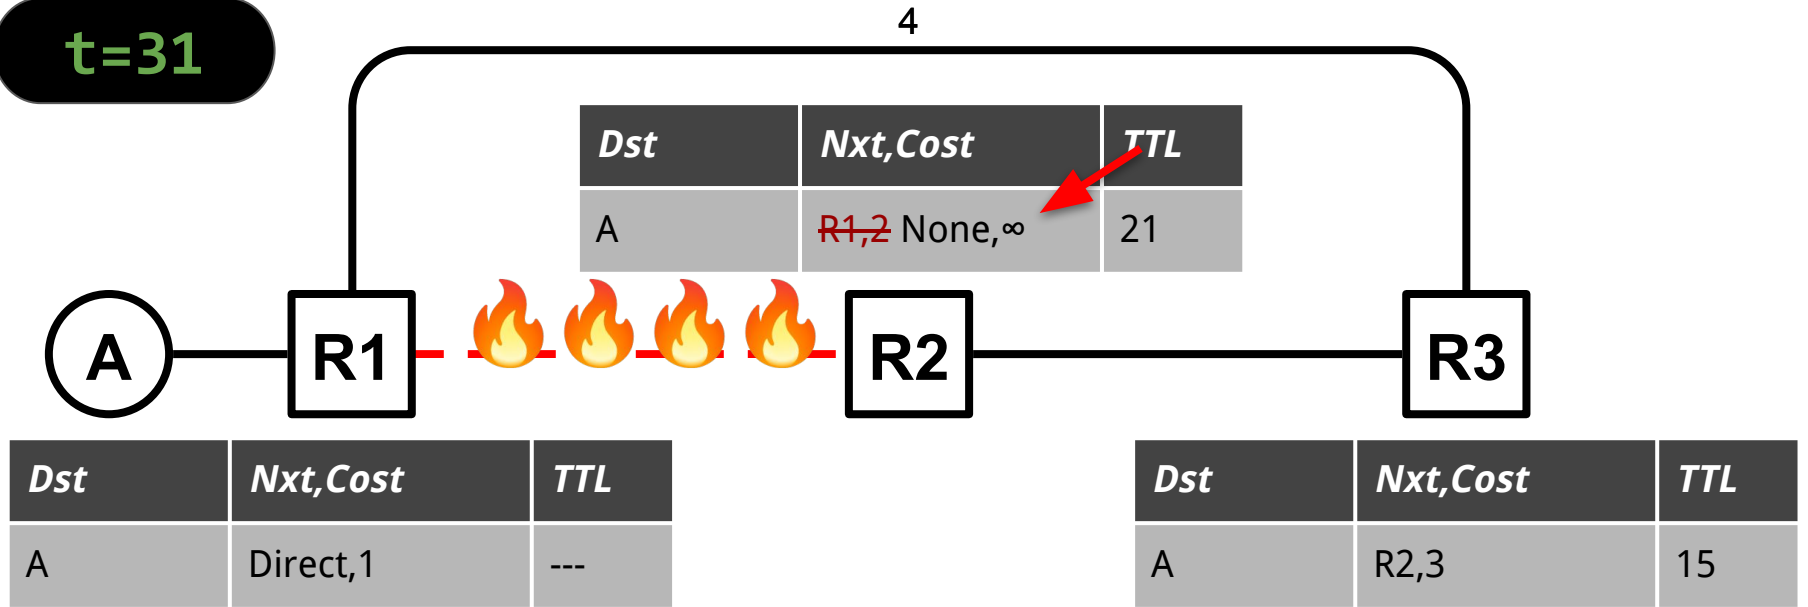 t=31
4
Dst Nxt,Cost TTL
A R1,2 None,∞ 21
A R1 R2 R3
Dst Nxt,Cost TTL
A Direct,1 ---
Dst Nxt,Cost TTL
A R2,3 15